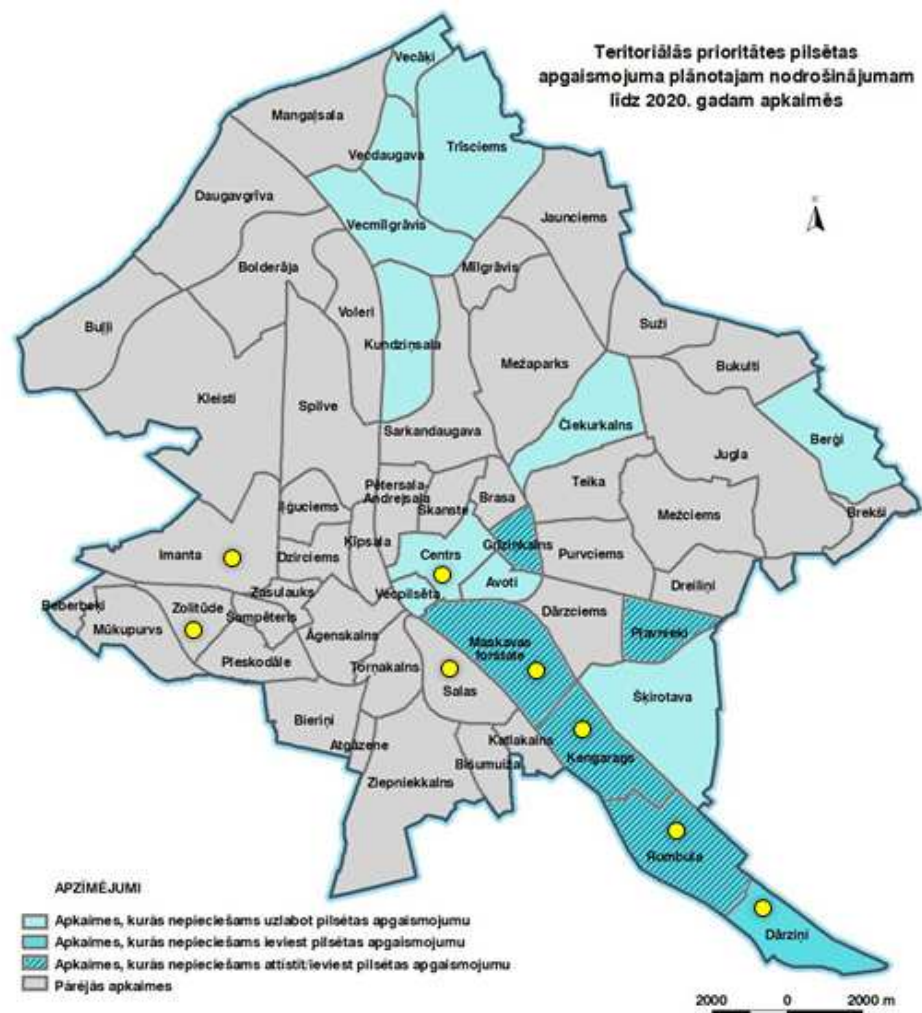 Teritoriālās prioritātes pilsētas
apgaismojuma plānotajam nodrošinājumam
līdz 2020. gadam apkaimēs
Vecāķi
Mangaļsala
Vecdaugava
Trīsciems
Daugavgrīva
Jaunciems
Vecmīlgrāvis
Bolderāja
Mīlgrāvis
Voleri
Buļļi
Suži
Kundziņsala
Mežaparks
Bukulti
Kleisti
Spilve
Čiekurkalns
Berģi
Sarkandaugava
Jugla
Pētersala-
Andrejsala
Brasa
Teika
Skanste
Iļģuciems
Mežciems
Brekši
Ķīpsala
Grīziņkalns
Imanta
Dzirciems
Centrs
Purvciems
Avoti
Dreiliņi
Zasulauks
Vecpilsēta
Beberbeķi
Zolitūde
Dārzciems
Šampēteris
Mūkupurvs
Pļavnieki
Āgenskalns
Maskavas
forštate
Pleskodāle
Torņakalns
Salas
Šķirotava
Bieriņi
Katlakalns
Atgāzene
Ķengarags
Bišumuiža
Ziepniekkalns
Rumbula
Dārziņi
APZĪMĒJUMI
Apkaimes, kurās nepieciešams uzlabot pilsētas apgaismojumu
Apkaimes, kurās nepieciešams ieviest pilsētas apgaismojumu
Apkaimes, kurās nepieciešams attīstīt/ieviest pilsētas apgaismojumu
Pārējās apkaimes
2000 0 2000 m